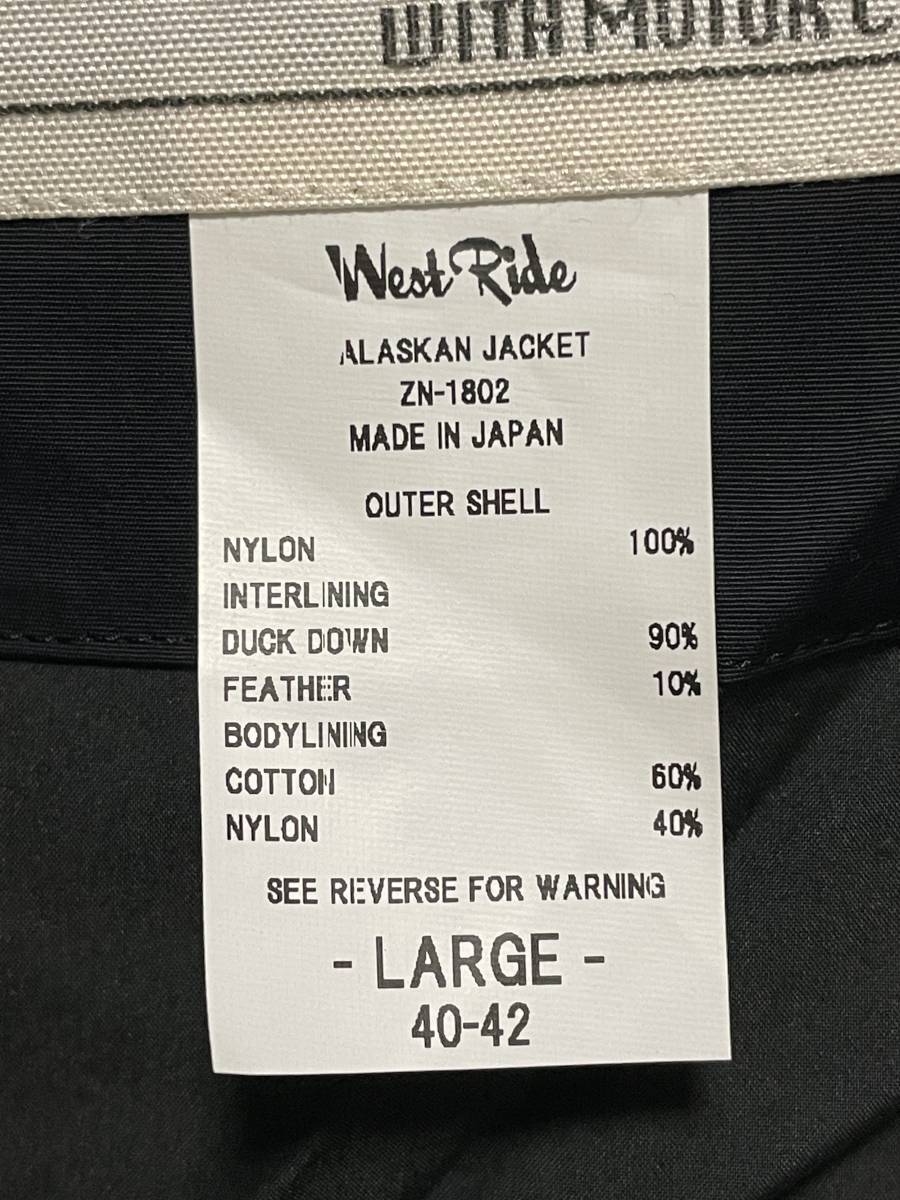 WITH MOTOR
West Ride
ALASKAN JACKET
ZN-1802
MADE IN JAPAN
OUTER SHELL
NYLON 100%
INTERLINING
DUCK DOWN 90%
FEATHER 10%
BODYLINING
COTTON 60%
NYLON 40%
SEE REVERSE FOR WARNING
- LARGE -
40-42